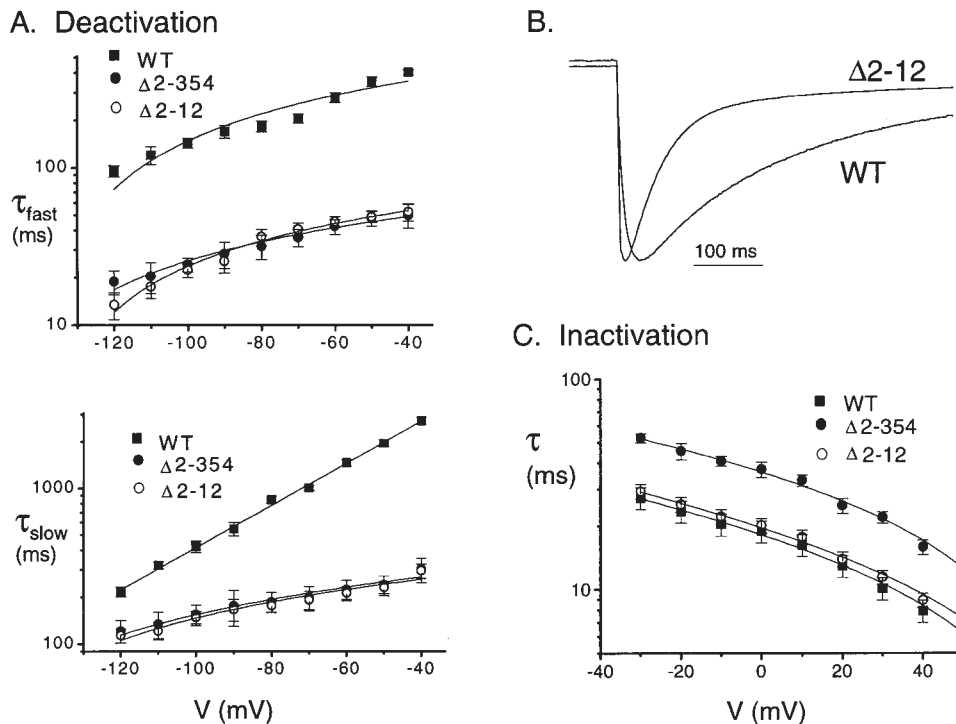 A. Deactivation
WT
Δ2-354
Δ2-12
100
τfast
(ms)
10
-120 -100 -80 -60 -40
WT
Δ2-354
Δ2-12
1000
τslow
(ms)
100
-120 -100 -80 -60 -40
V (mV)
B.
Δ2-12
WT
100 ms
C. Inactivation
100
WT
Δ2-354
Δ2-12
τ
(ms)
10
-40 -20 0 20 40
V (mV)